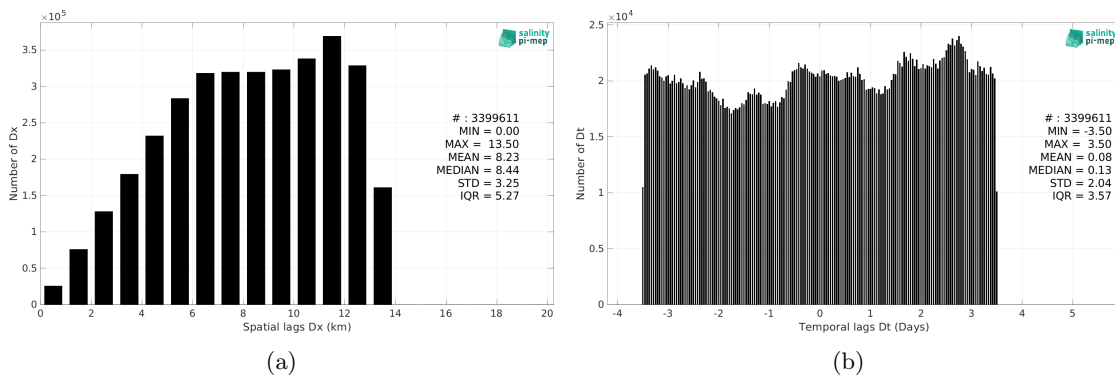 ×10⁵
3.5
3
2.5
2
1.5
1
0.5
0
Number of Dx
0 2 4 6 8 10 12 14 16 18 20
Spatial lags Dx (km)
salinity
pi-mep
# : 3399611
MIN = 0.00
MAX = 13.50
MEAN = 8.23
MEDIAN = 8.44
STD = 3.25
IQR = 5.27
(a)
×10⁴
2.5
2
1.5
1
0.5
0
Number of Dt
-4 -3 -2 -1 0 1 2 3 4 5
Temporal lags Dt (Days)
salinity
pi-mep
# : 3399611
MIN = -3.50
MAX = 3.50
MEAN = 0.08
MEDIAN = 0.13
STD = 2.04
IQR = 3.57
(b)